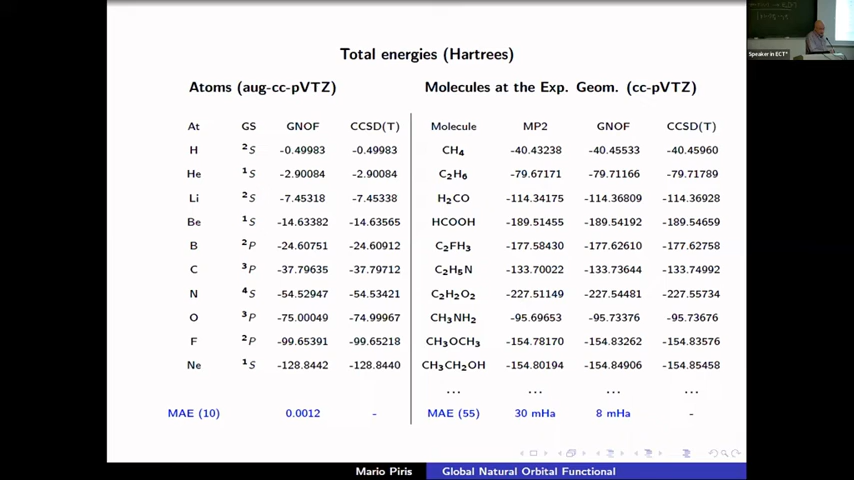 Total energies (Hartrees)
Atoms (aug-cc-pVTZ)
Molecules at the Exp. Geom. (cc-pVTZ)
At GS GNOF CCSD(T) Molecule MP2 GNOF CCSD(T)
H ²S -0.49983 -0.49983 CH₄ -40.43238 -40.45533 -40.45960
He ¹S -2.90084 -2.90084 C₂H₆ -79.67171 -79.71166 -79.71789
Li ²S -7.45318 -7.45338 H₂CO -114.34175 -114.36809 -114.36928
Be ¹S -14.63382 -14.63565 HCOOH -189.51455 -189.54192 -189.54659
B ²P -24.60751 -24.60912 C₂FH₃ -177.58430 -177.62610 -177.62758
C ³P -37.79635 -37.79712 C₂H₅N -133.70022 -133.73644 -133.74992
N ⁴S -54.52947 -54.53421 C₂H₂O₂ -227.51149 -227.54481 -227.55734
O ³P -75.00049 -74.99967 CH₃NH₂ -95.69653 -95.73376 -95.73676
F ²P -99.65391 -99.65218 CH₃OCH₃ -154.78170 -154.83262 -154.83576
Ne ¹S -128.8442 -128.8440 CH₃CH₂OH -154.80194 -154.84906 -154.85458
... ... ... ...
MAE (10) 0.0012 - MAE (55) 30 mHa 8 mHa -
Mario Piris Global Natural Orbital Functional
Speaker in ECT*